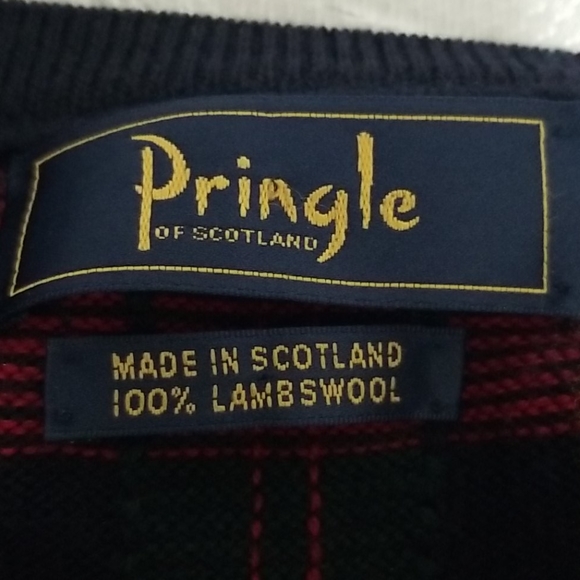 Pringle
OF SCOTLAND
MADE IN SCOTLAND
100% LAMBSWOOL